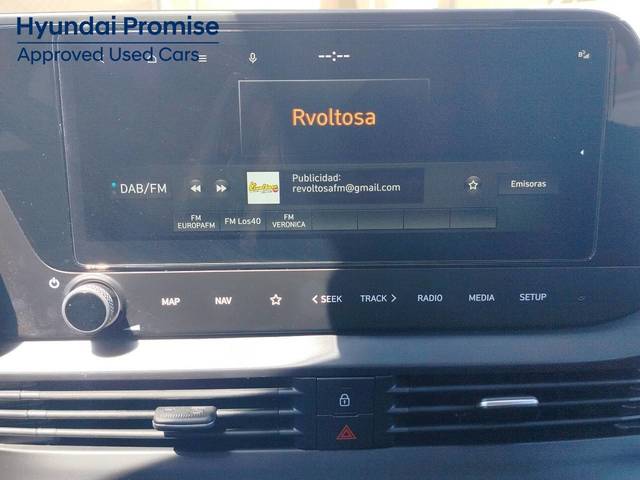 Hyundai Promise
Approved Used Cars
--:--
Rvoltosa
DAB/FM
Publicidad:
revoltosafm@gmail.com
Emisoras
FM
EUROPAFM
FM Los40
FM
VERONICA
MAP
NAV
< SEEK
TRACK >
RADIO
MEDIA
SETUP